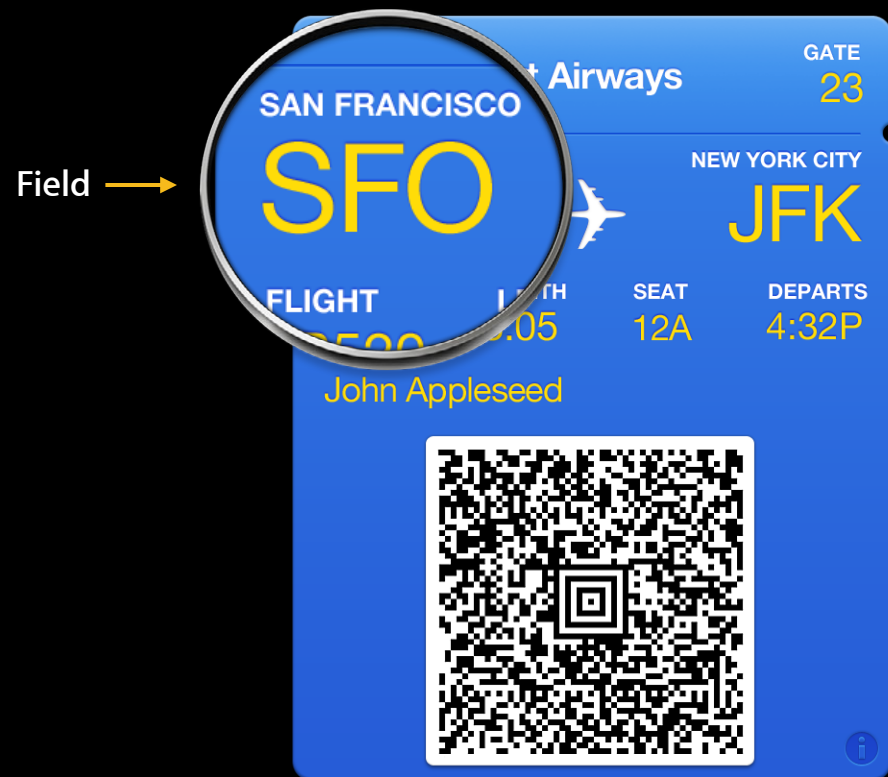 t Airways
GATE
23
SAN FRANCISCO
SFO
Field
NEW YORK CITY
JFK
FLIGHT
SEAT
12A
DEPARTS
4:32P
John Appleseed